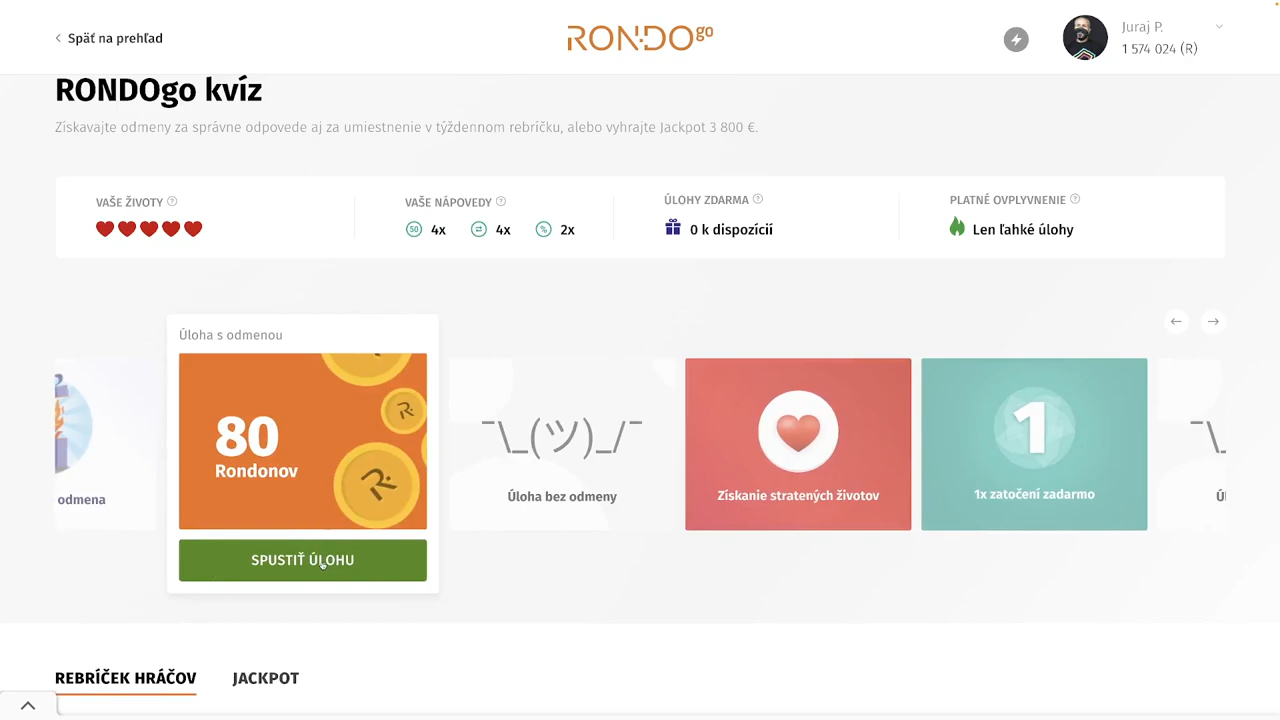 Späť na prehľad
RONDOgo
Juraj P.
1 574 024 (R)
RONDOgo kvíz
Získavajte odmeny za správne odpovede aj za umiestnenie v týždennom rebríčku, alebo vyhrajte Jackpot 3 800 €.
VAŠE ŽIVOTY ?
VAŠE NÁPOVEDY ?
50 4x 4x % 2x
ÚLOHY ZDARMA ?
0 k dispozícií
PLATNÉ OVPLYVNENIE ?
Len ľahké úlohy
Úloha s odmenou
80
Rondonov
SPUSTIŤ ÚLOHU
odmena
¯\_(ツ)_/¯
Úloha bez odmeny
Získanie stratených životov
1
1x zatočení zadarmo
¯\_
Úl
REBRÍČEK HRÁČOV
JACKPOT